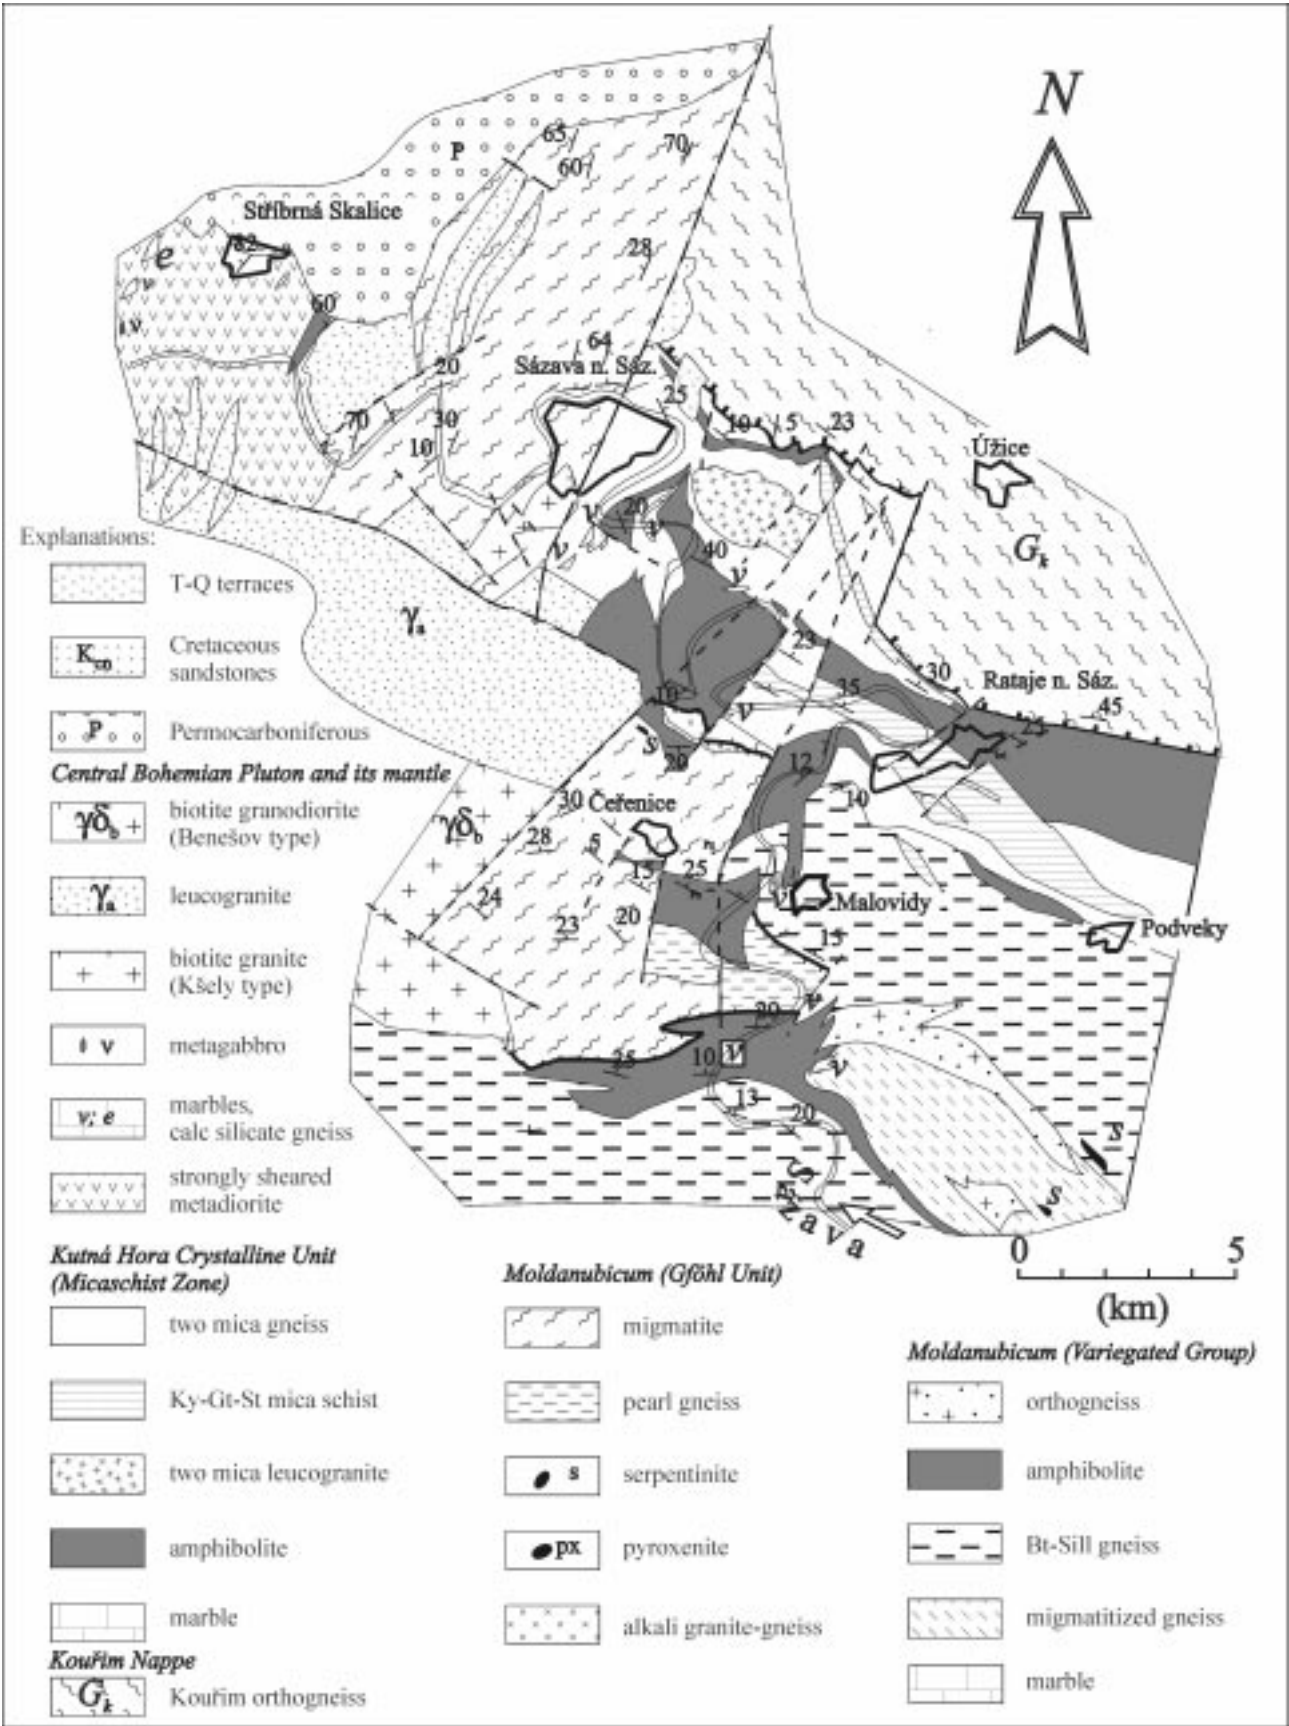 N
P
65
60
70
Stříbrná Skalice
82
e
28
v
v
60
64
20
Sázava n. Sáz.
25
70
30
10
5
23
10
Úžice
Explanations:
20
v
v
v
40
v
G k
T-Q terraces
γ a
K
Cretaceous
sandstones
23
30
Rataje n. Sáz.
10
35
45
v
25
P
Permocarboniferous
s
20
12
Central Bohemian Pluton and its mantle
γδ b +
biotite granodiorite
(Benešov type)
30
Čeřenice
10
γδ b
28
5
15
25
γ a
leucogranite
24
20
v
Malovidy
23
15
Podveky
biotite granite
(Kšely type)
v
20
v
metagabbro
25
10
v
v
v; e
marbles,
calc silicate gneiss
13
20
s
strongly sheared
metadiorite
s
Sázava
Kutná Hora Crystalline Unit
(Micaschist Zone)
0
5
(km)
two mica gneiss
Ky-Gt-St mica schist
two mica leucogranite
amphibolite
marble
Kouřim Nappe
G k
Kouřim orthogneiss
Moldanubicum (Gföhl Unit)
migmatite
pearl gneiss
s
serpentinite
px
pyroxenite
alkali granite-gneiss
Moldanubicum (Variegated Group)
orthogneiss
amphibolite
Bt-Sill gneiss
migmatitized gneiss
marble